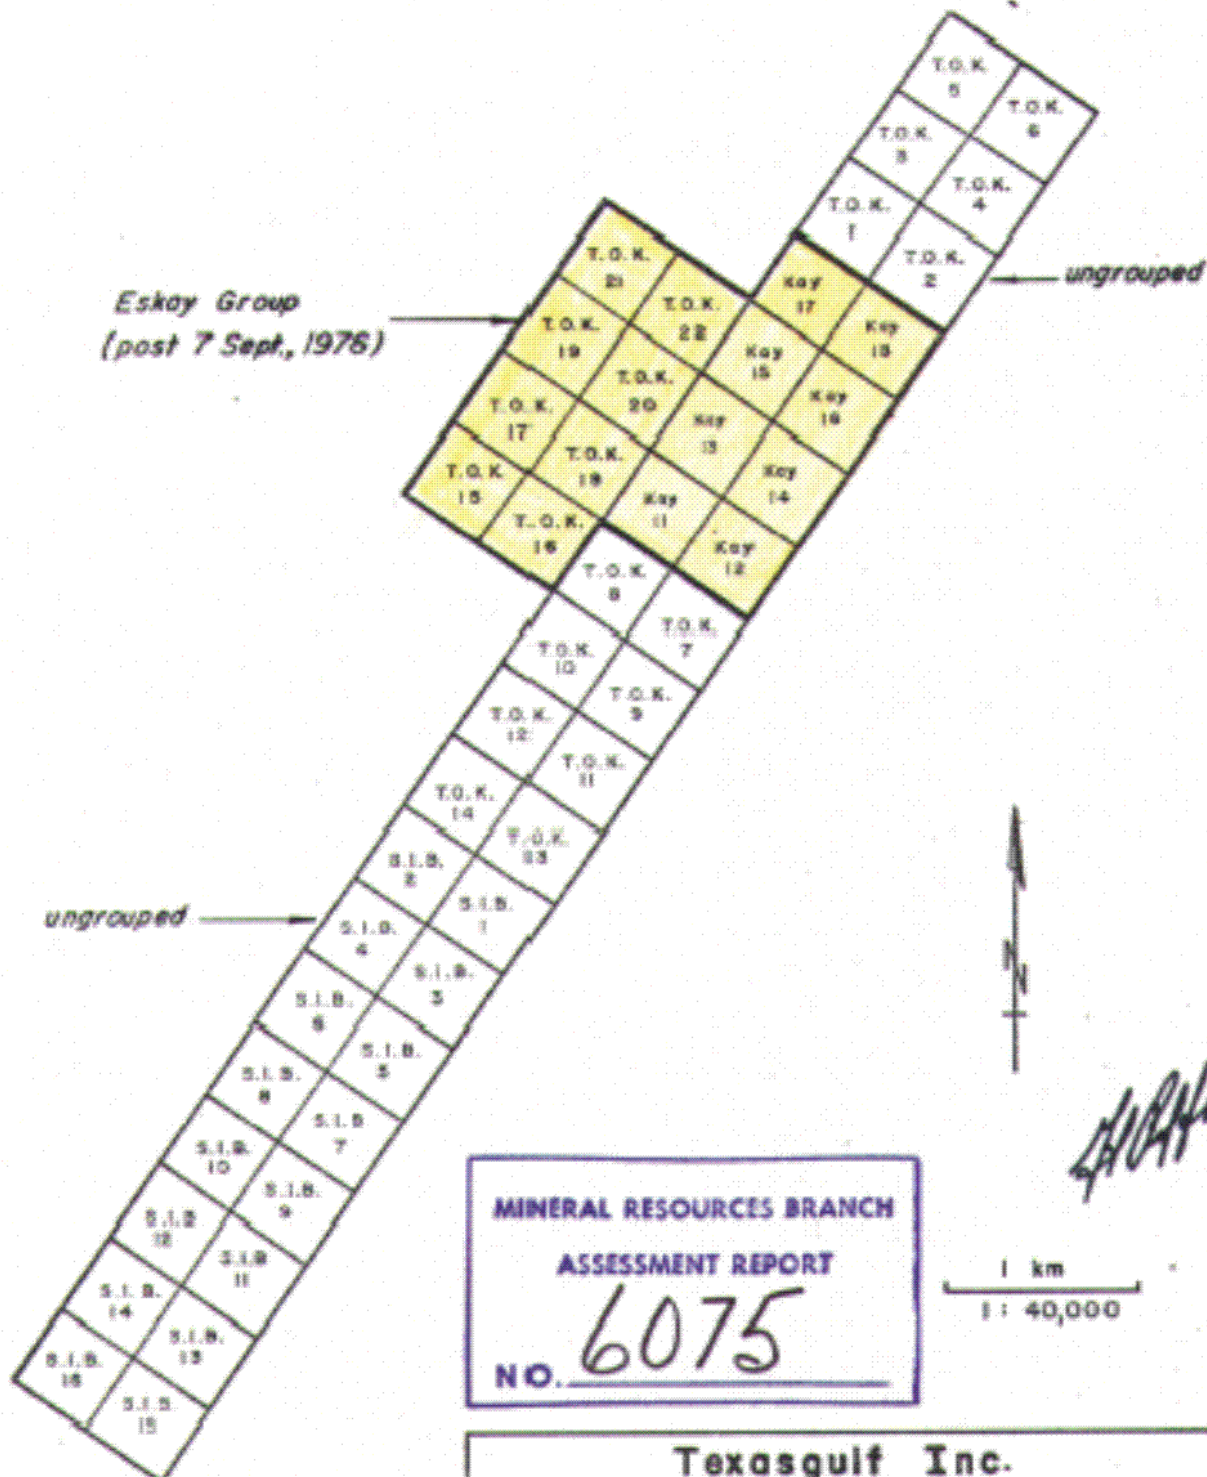 T.O.K.
5
T.O.K.
6
T.O.K.
3
T.O.K.
4
T.O.K.
1
T.O.K.
2
ungrouped
Eskay Group
(post 7 Sept., 1976)
T.O.K.
21
T.O.K.
22
Kay
17
Kay
18
T.O.K.
19
T.O.K.
20
Kay
15
Kay
16
T.O.K.
17
T.O.K.
18
Kay
13
Kay
14
T.O.K.
15
T.O.K.
16
Kay
11
Kay
12
T.O.K.
8
T.O.K.
7
T.O.K.
10
T.O.K.
9
T.O.K.
12
T.O.K.
11
T.O.K.
14
T.O.K.
13
S.I.B.
2
S.I.B.
1
ungrouped
S.I.B.
4
S.I.B.
3
S.I.B.
6
S.I.B.
5
S.I.B.
8
S.I.B
7
S.I.B.
10
S.I.B.
9
S.I.B
12
S.I.B
11
S.I.B.
14
S.I.B.
13
S.I.B.
16
S.I.B.
15
N
MINERAL RESOURCES BRANCH
ASSESSMENT REPORT
NO. 6075
1 km
1 : 40,000
Texasgulf Inc.